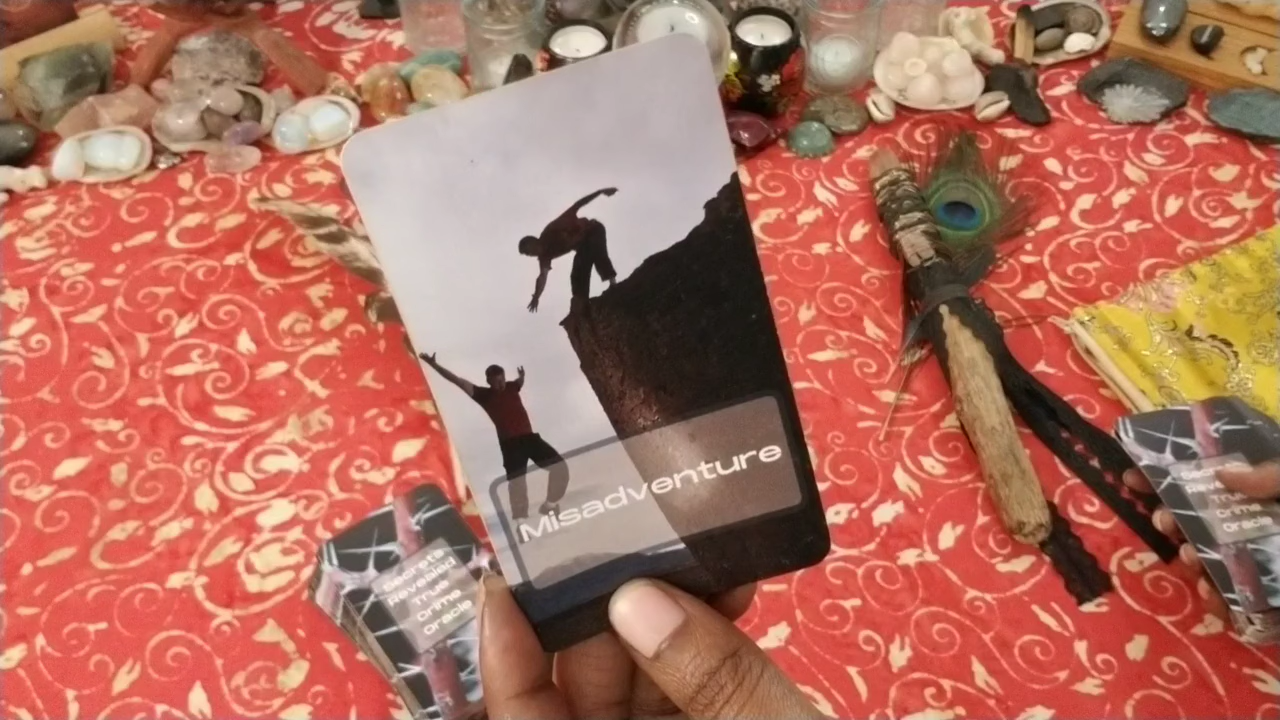 Misadventure
Secrets
Revealed
True
Crime
Oracle
Secrets
Revealed
True
Crime
Oracle